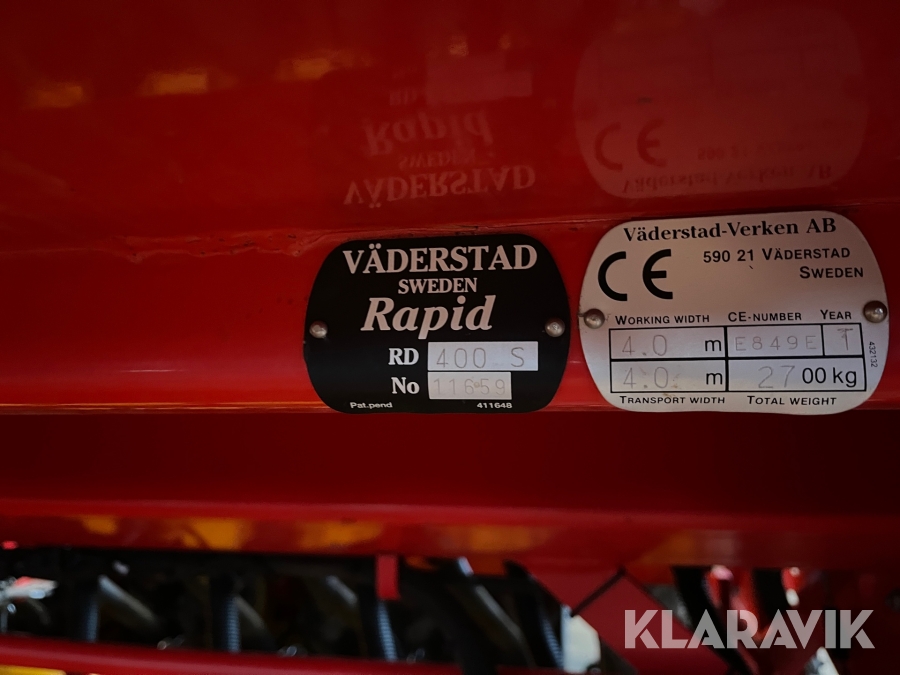 VÄDERSTAD
SWEDEN
Rapid
RD 400 S
No 11659
Pat.pend 411648
Väderstad-Verken AB
CE 590 21 VÄDERSTAD
SWEDEN
WORKING WIDTH CE-NUMBER YEAR
4.0 m E849E 1
4.0 m 2700 kg
TRANSPORT WIDTH TOTAL WEIGHT
432132
KLARAVIK